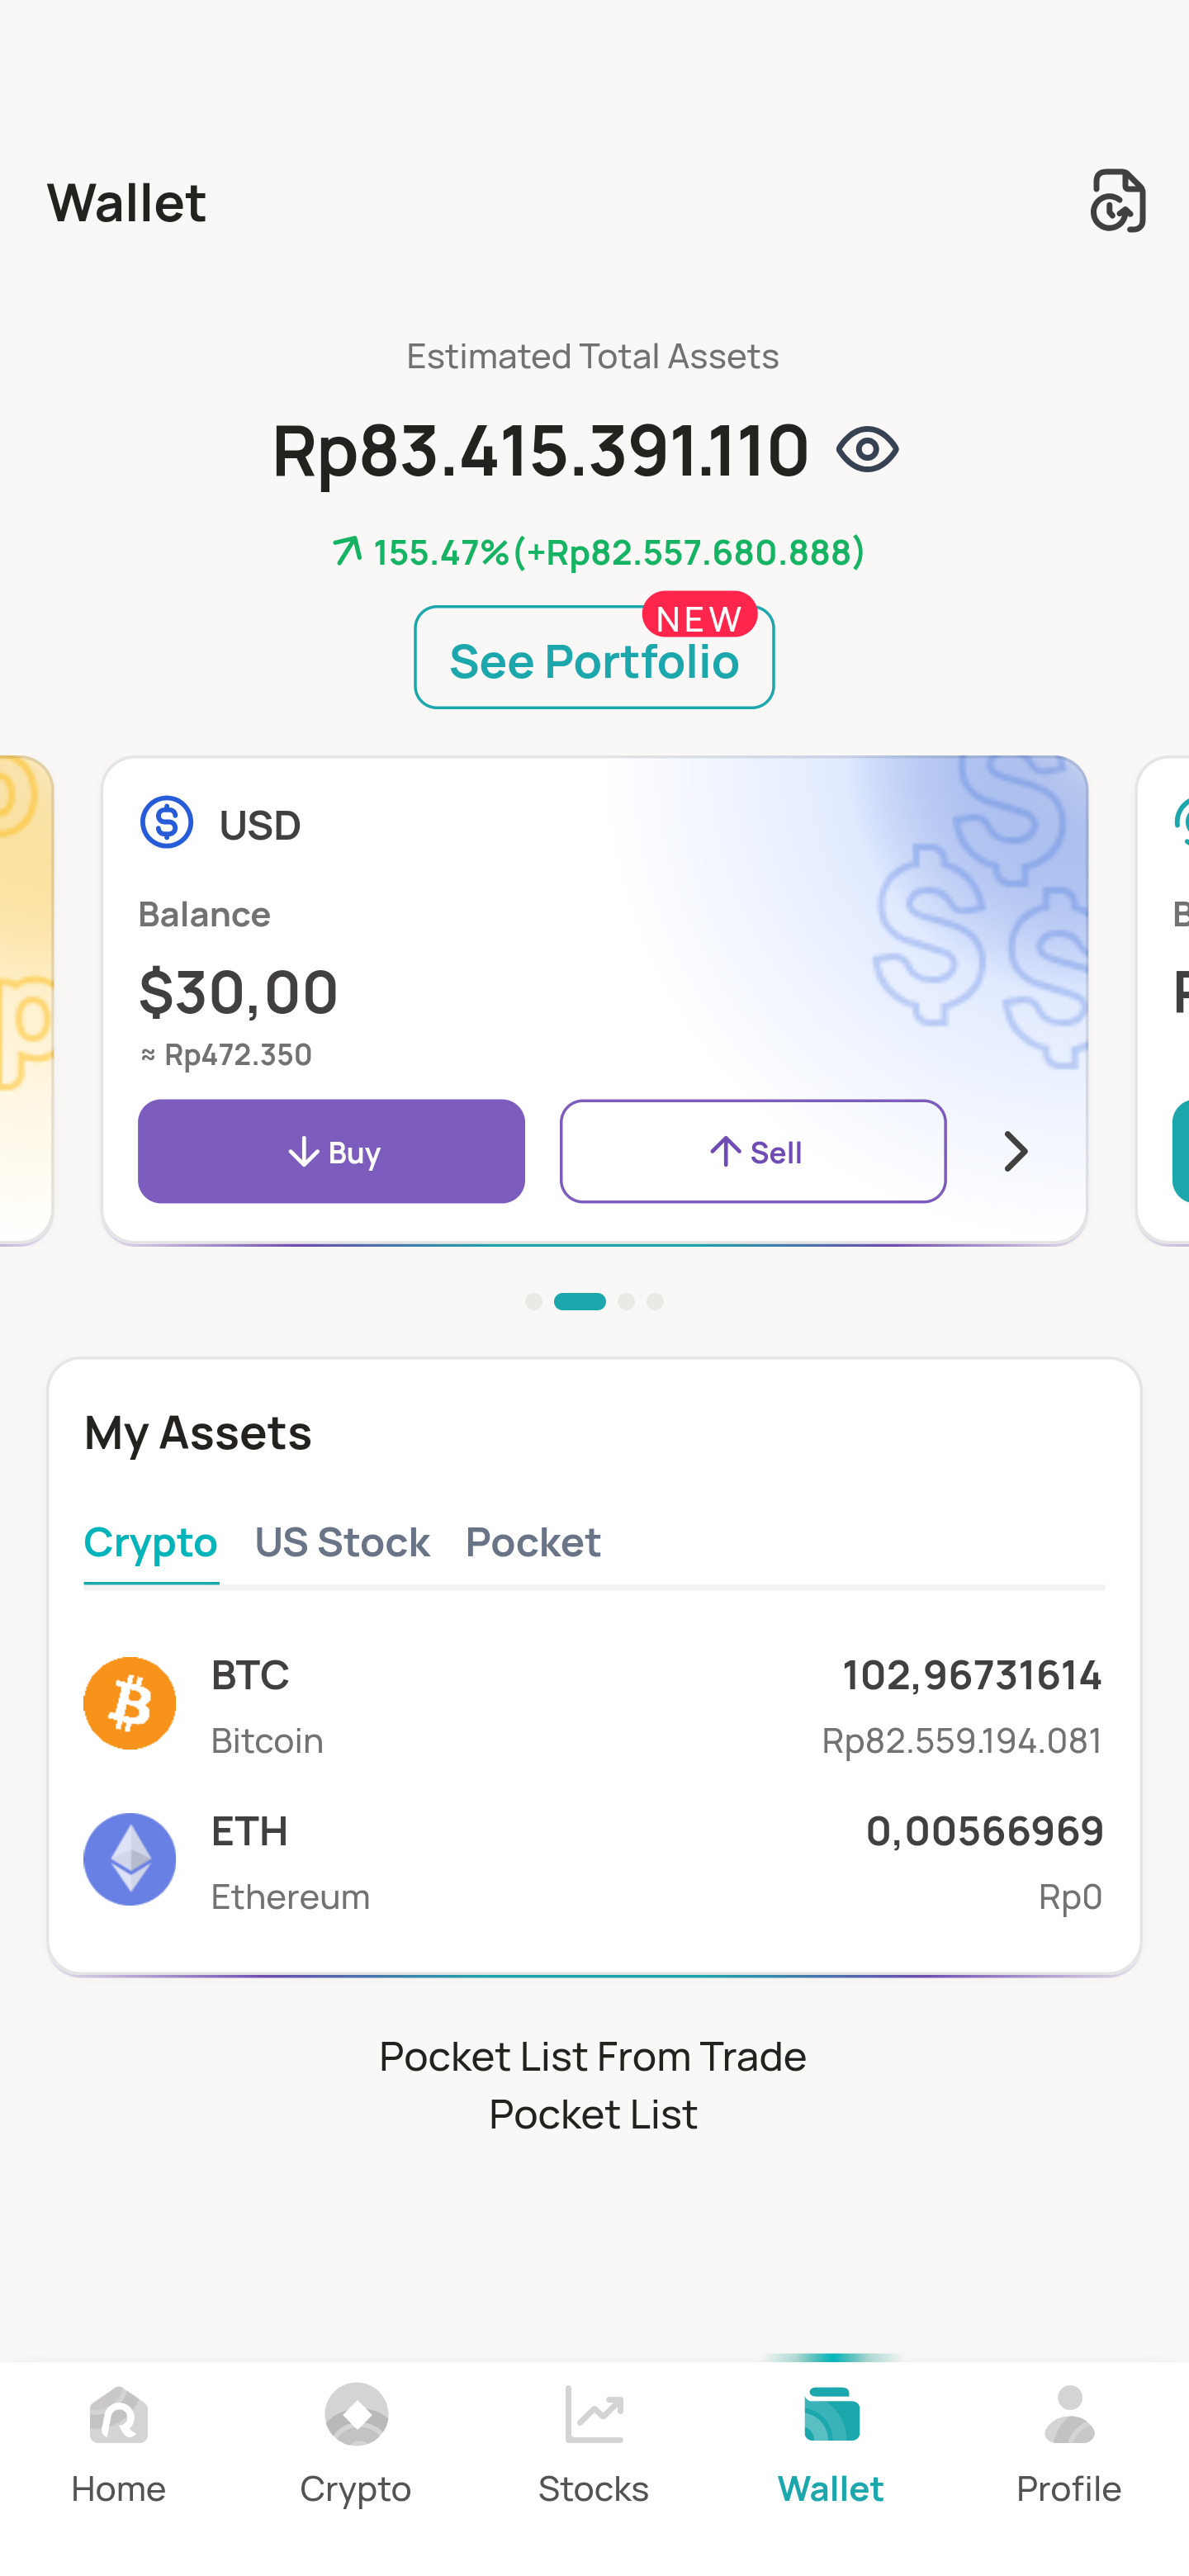 Wallet
Estimated Total Assets
Rp83.415.391.110
155.47%(+Rp82.557.680.888)
NEW
See Portfolio
USD
Balance
$30,00
≈ Rp472.350
Buy
Sell
My Assets
Crypto US Stock Pocket
BTC 102,96731614
Bitcoin Rp82.559.194.081
ETH 0,00566969
Ethereum Rp0
Pocket List From Trade
Pocket List
Home Crypto Stocks Wallet Profile